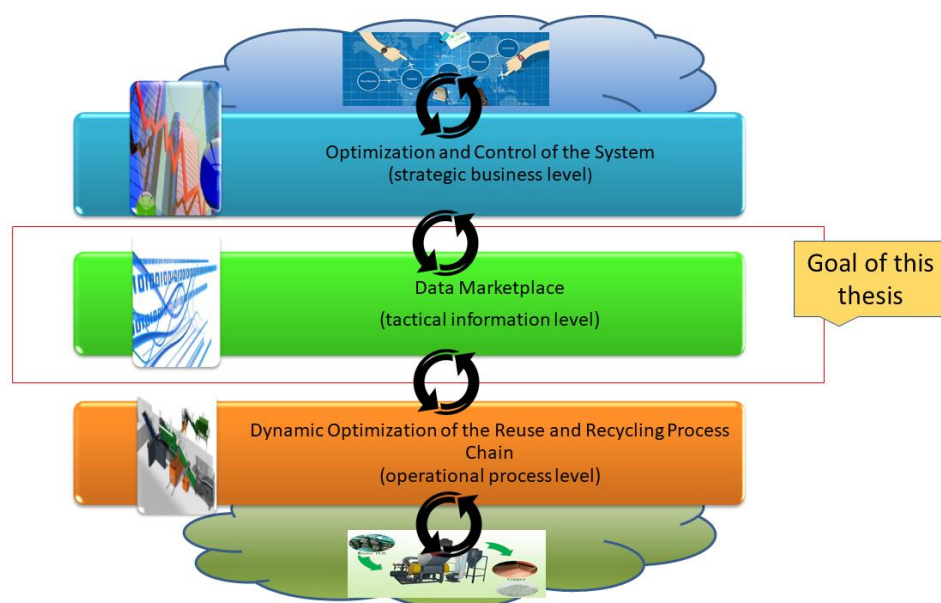 Optimization and Control of the System
(strategic business level)
Data Marketplace
(tactical information level)
Goal of this
thesis
Dynamic Optimization of the Reuse and Recycling Process
Chain
(operational process level)
Copper